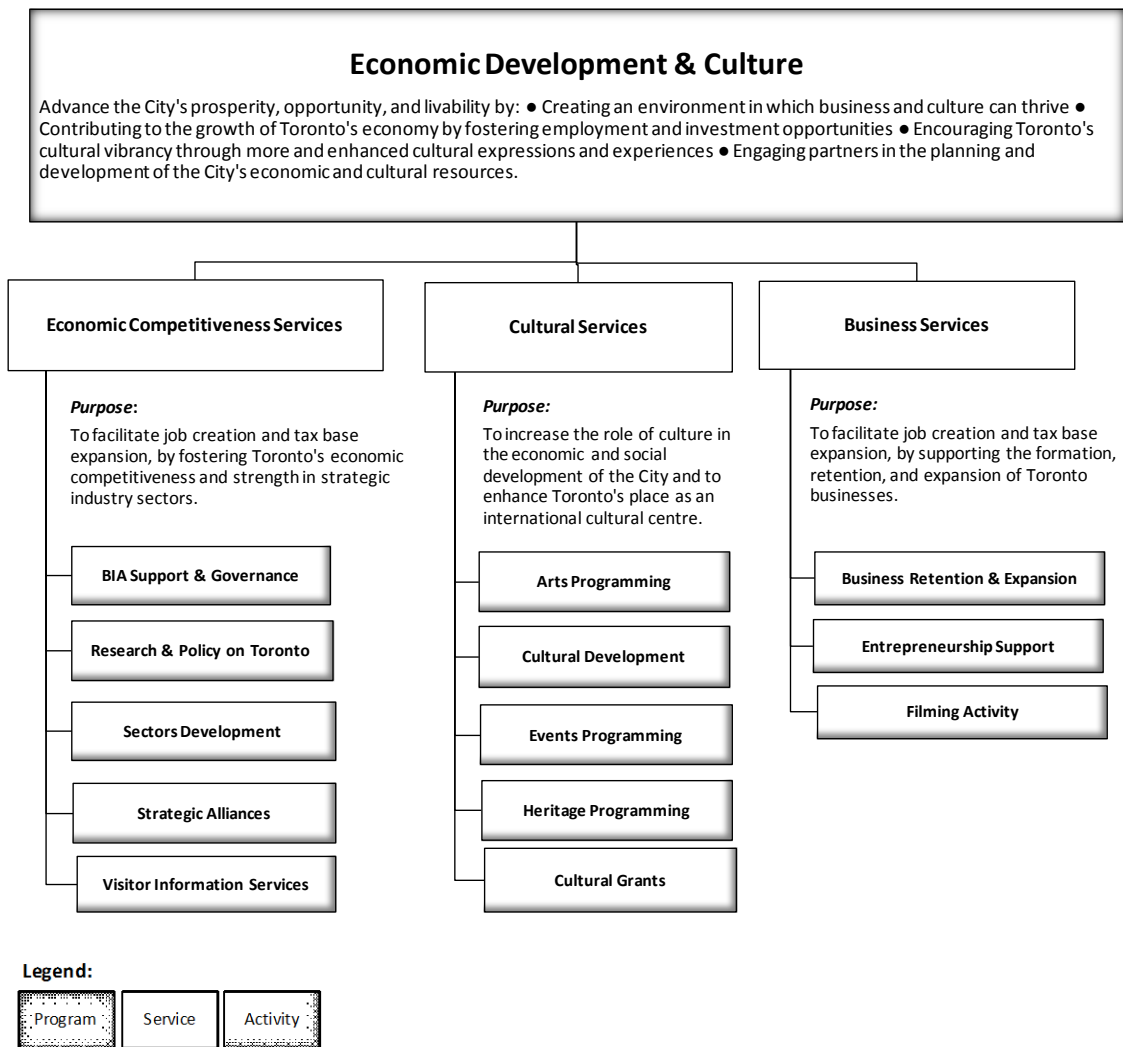 Economic Development & Culture
Advance the City's prosperity, opportunity, and livability by: ● Creating an environment in which business and culture can thrive ●
Contributing to the growth of Toronto's economy by fostering employment and investment opportunities ● Encouraging Toronto's
cultural vibrancy through more and enhanced cultural expressions and experiences ● Engaging partners in the planning and
development of the City's economic and cultural resources.
Economic Competitiveness Services
Purpose:
To facilitate job creation and tax base
expansion, by fostering Toronto's economic
competitiveness and strength in strategic
industry sectors.
BIA Support & Governance
Research & Policy on Toronto
Sectors Development
Strategic Alliances
Visitor Information Services
Cultural Services
Purpose:
To increase the role of culture in
the economic and social
development of the City and to
enhance Toronto's place as an
international cultural centre.
Arts Programming
Cultural Development
Events Programming
Heritage Programming
Cultural Grants
Business Services
Purpose:
To facilitate job creation and tax base
expansion, by supporting the formation,
retention, and expansion of Toronto
businesses.
Business Retention & Expansion
Entrepreneurship Support
Filming Activity
Legend:
Program
Service
Activity